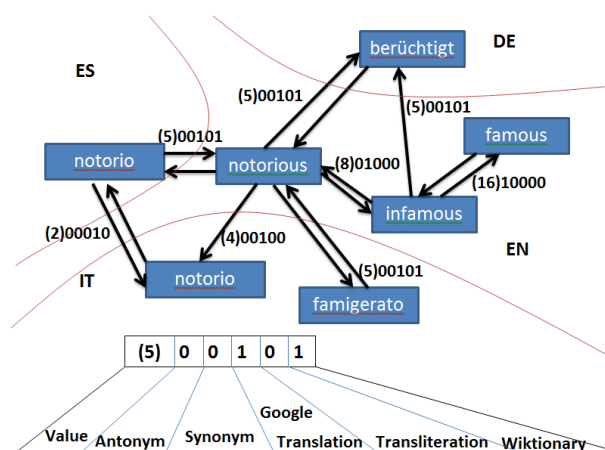 berüchtigt
DE
ES
(5)00101
(5)00101
famous
(5)00101
notorio
notorious
(8)01000
(16)10000
infamous
(2)00010
(4)00100
EN
IT
notorio
(5)00101
famigerato
(5) 0 0 1 0 1
Google
Value Antonym Synonym Translation Transliteration Wiktionary